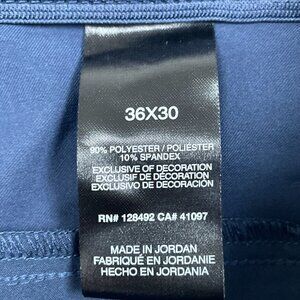 36X30
90% POLYESTER / POLIÉSTER
10% SPANDEX
EXCLUSIVE OF DECORATION
EXCLUSIF DE DÉCORATION
EXCLUSIVO DE DECORACIÓN
RN# 128492 CA# 41097
MADE IN JORDAN
FABRIQUÉ EN JORDANIE
HECHO EN JORDANIA